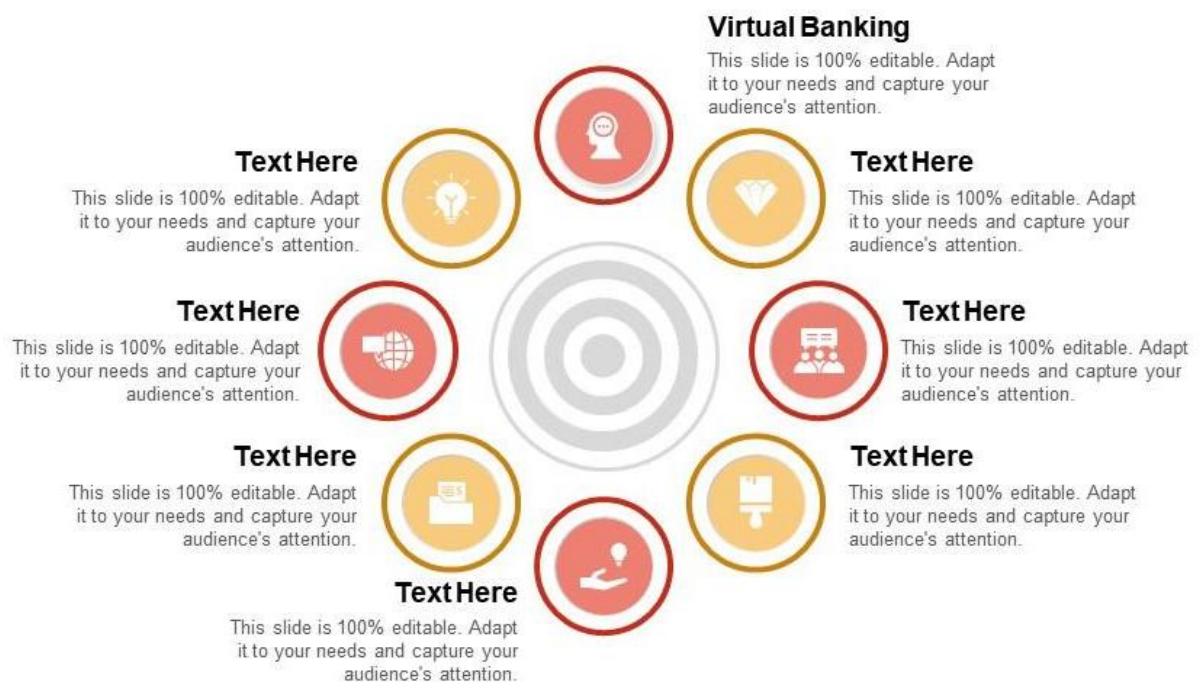 Virtual Banking
This slide is 100% editable. Adapt
it to your needs and capture your
audience's attention.
Text Here
This slide is 100% editable. Adapt
it to your needs and capture your
audience's attention.
Text Here
This slide is 100% editable. Adapt
it to your needs and capture your
audience's attention.
Text Here
This slide is 100% editable. Adapt
it to your needs and capture your
audience's attention.
Text Here
This slide is 100% editable. Adapt
it to your needs and capture your
audience's attention.
Text Here
This slide is 100% editable. Adapt
it to your needs and capture your
audience's attention.
Text Here
This slide is 100% editable. Adapt
it to your needs and capture your
audience's attention.
Text Here
This slide is 100% editable. Adapt
it to your needs and capture your
audience's attention.